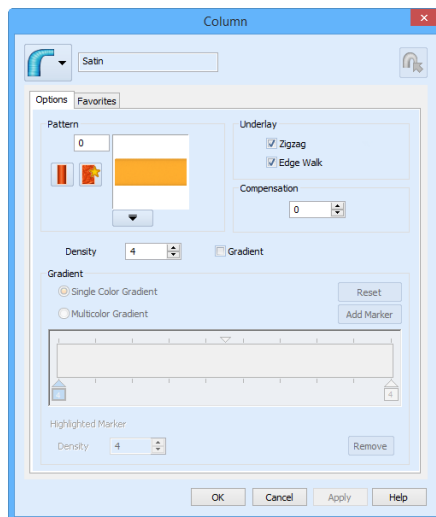 Column
Satin
Options Favorites
Pattern
0
Underlay
Zigzag
Edge Walk
Compensation
0
Density 4 Gradient
Gradient
Single Color Gradient Reset
Multicolor Gradient Add Marker
4 4
Highlighted Marker
Density 4 Remove
OK Cancel Apply Help